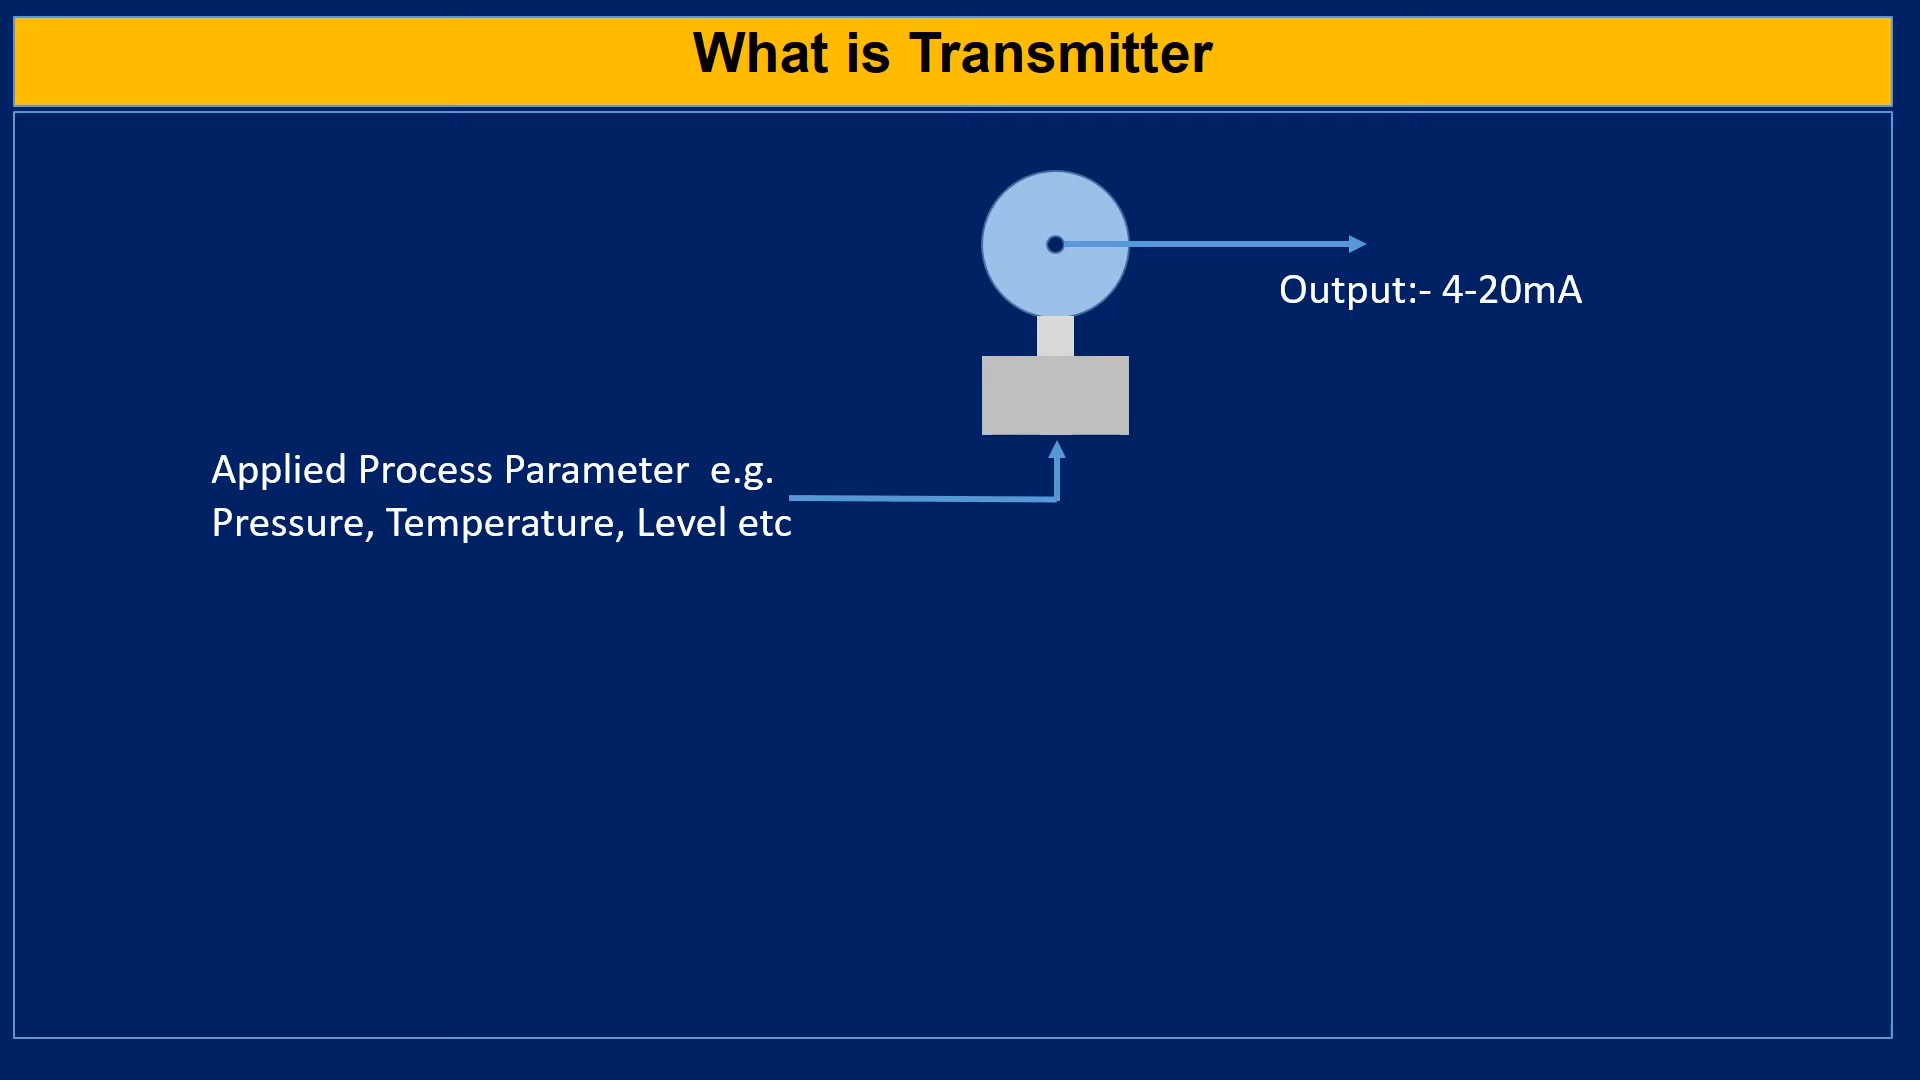 What is Transmitter
Output:- 4-20mA
Applied Process Parameter  e.g.
Pressure, Temperature, Level etc